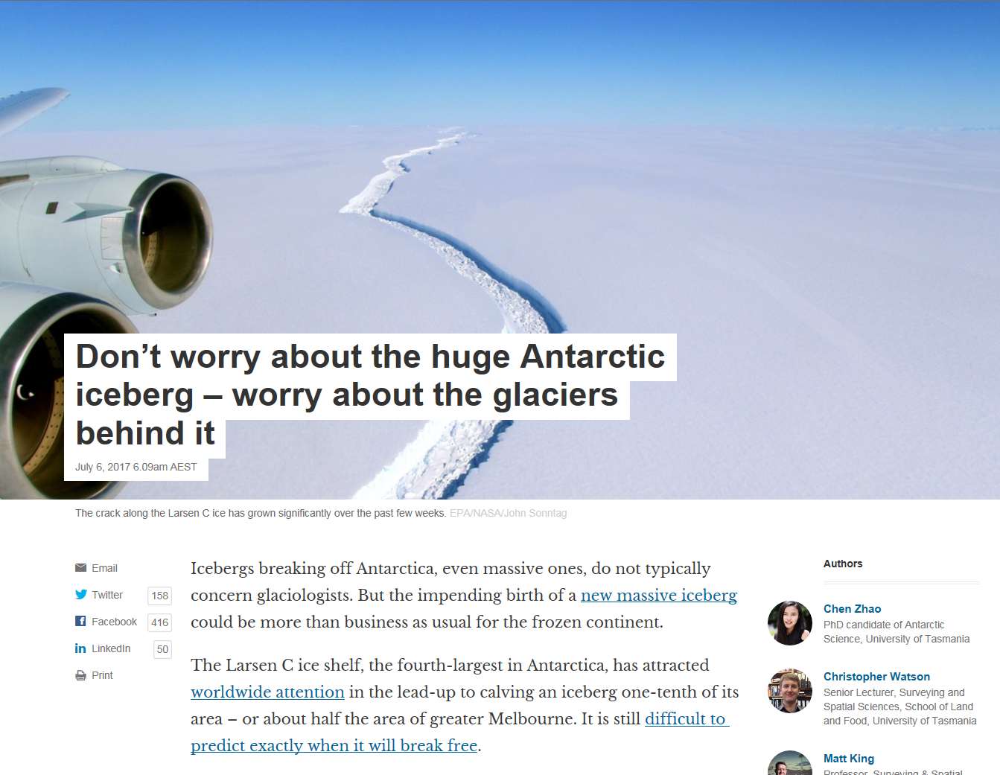 Don’t worry about the huge Antarctic
iceberg – worry about the glaciers
behind it
July 6, 2017 6.09am AEST
The crack along the Larsen C ice has grown significantly over the past few weeks. EPA/NASA/John Sonntag
Email
Twitter 158
Facebook 416
LinkedIn 50
Print
Icebergs breaking off Antarctica, even massive ones, do not typically
concern glaciologists. But the impending birth of a new massive iceberg
could be more than business as usual for the frozen continent.
The Larsen C ice shelf, the fourth-largest in Antarctica, has attracted
worldwide attention in the lead-up to calving an iceberg one-tenth of its
area – or about half the area of greater Melbourne. It is still difficult to
predict exactly when it will break free.
Authors
Chen Zhao
PhD candidate of Antarctic
Science, University of Tasmania
Christopher Watson
Senior Lecturer, Surveying and
Spatial Sciences, School of Land
and Food, University of Tasmania
Matt King
Professor, Surveying & Spatial